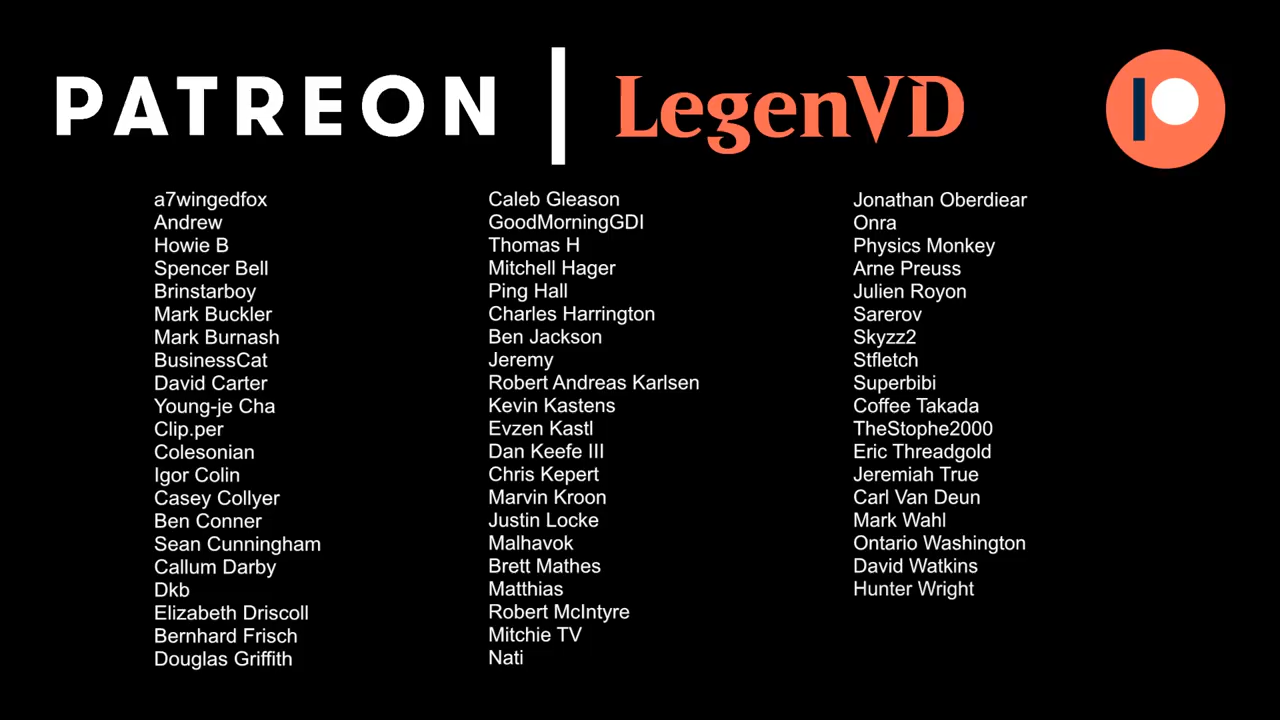 PATREON | LegenVD
a7wingedfox
Andrew
Howie B
Spencer Bell
Brinstarboy
Mark Buckler
Mark Burnash
BusinessCat
David Carter
Young-je Cha
Clip.per
Colesonian
Igor Colin
Casey Collyer
Ben Conner
Sean Cunningham
Callum Darby
Dkb
Elizabeth Driscoll
Bernhard Frisch
Douglas Griffith
Caleb Gleason
GoodMorningGDI
Thomas H
Mitchell Hager
Ping Hall
Charles Harrington
Ben Jackson
Jeremy
Robert Andreas Karlsen
Kevin Kastens
Evzen Kastl
Dan Keefe III
Chris Kepert
Marvin Kroon
Justin Locke
Malhavok
Brett Mathes
Matthias
Robert McIntyre
Mitchie TV
Nati
Jonathan Oberdiear
Onra
Physics Monkey
Arne Preuss
Julien Royon
Sarerov
Skyzz2
Stfletch
Superbibi
Coffee Takada
TheStophe2000
Eric Threadgold
Jeremiah True
Carl Van Deun
Mark Wahl
Ontario Washington
David Watkins
Hunter Wright